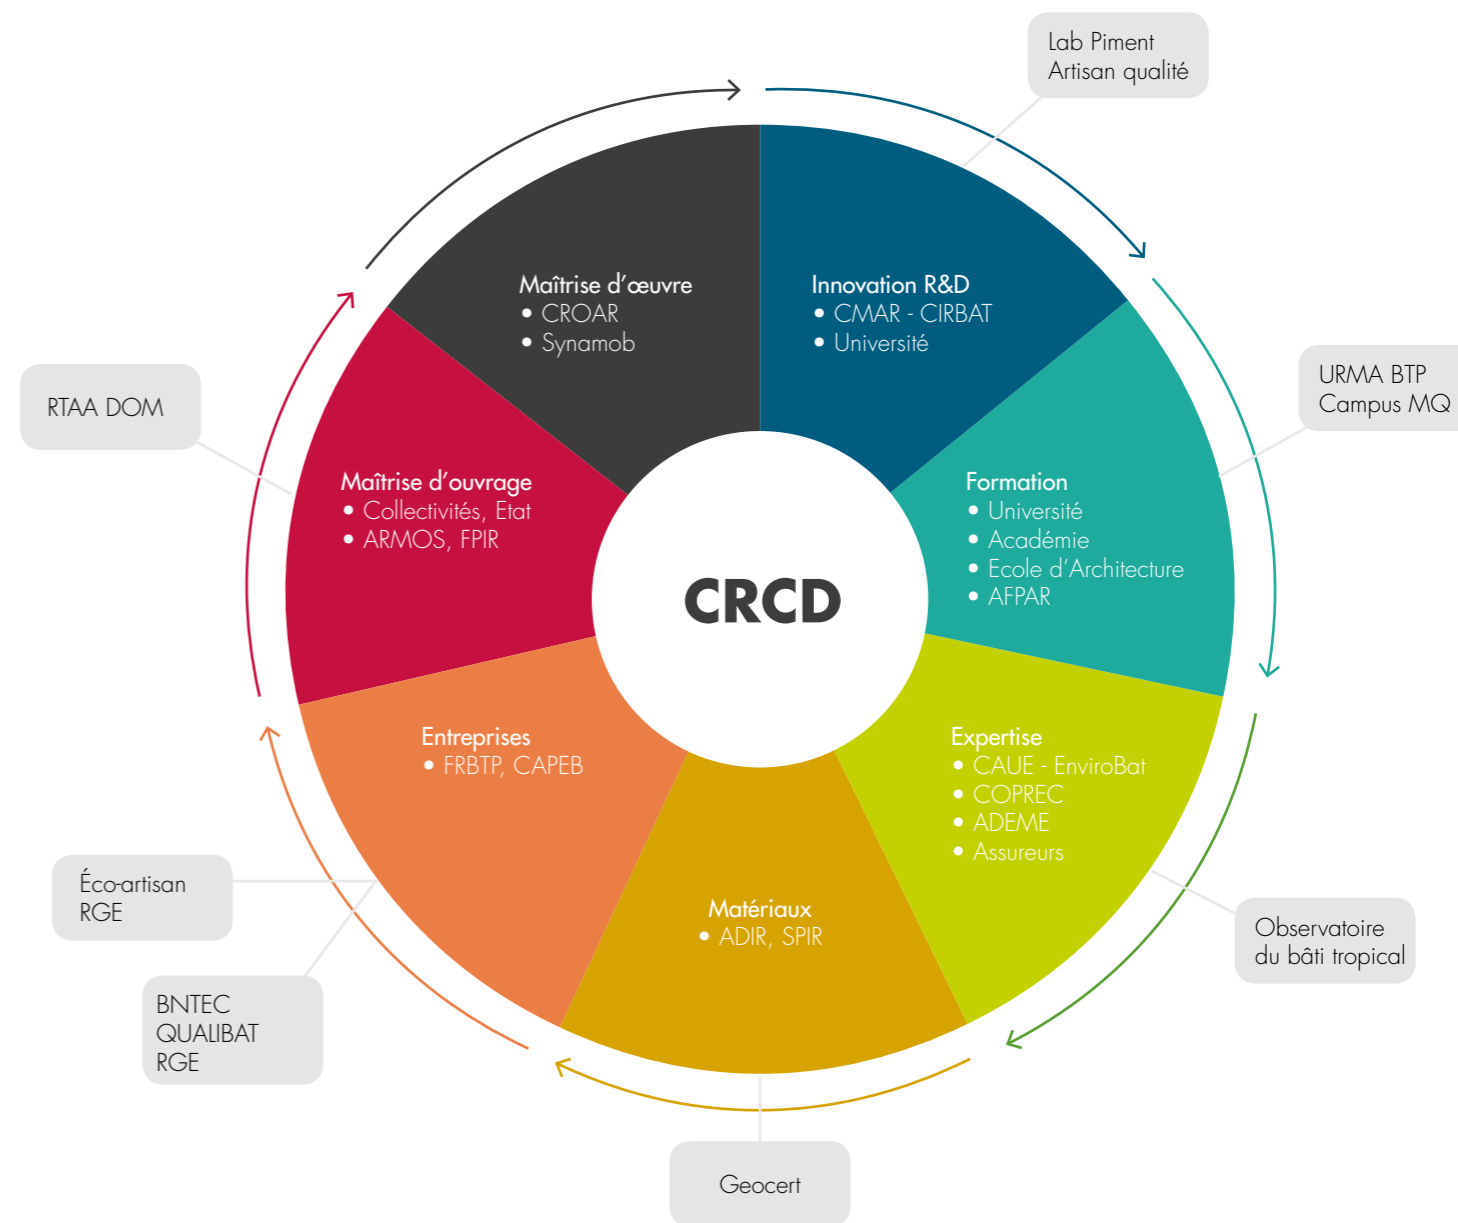 Lab Piment
Artisan qualité
Maîtrise d'œuvre
• CROAR
• Synamob
Innovation R&D
• CMAR - CIRBAT
• Université
URMA BTP
Campus MQ
RTAA DOM
Maîtrise d'ouvrage
• Collectivités, Etat
• ARMOS, FPIR
Formation
• Université
• Académie
• Ecole d'Architecture
• AFPAR
CRCD
Entreprises
• FRBTP, CAPEB
Expertise
• CAUE - EnviroBat
• COPREC
• ADEME
• Assureurs
Matériaux
• ADIR, SPIR
Éco-artisan
RGE
Observatoire
du bâti tropical
BNTEC
QUALIBAT
RGE
Geocert